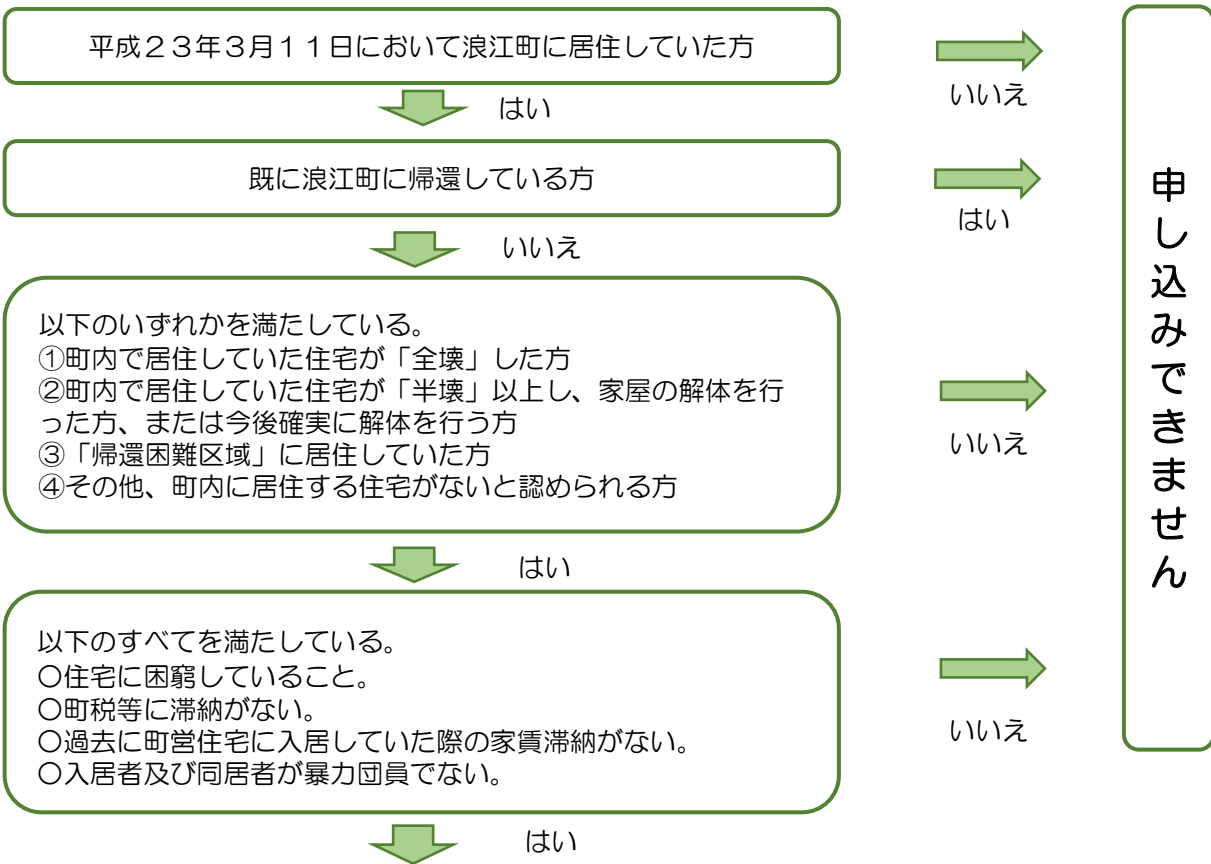 平成２３年３月１１日において浪江町に居住していた方
いいえ
はい
既に浪江町に帰還している方
はい
いいえ
以下のいずれかを満たしている。
①町内で居住していた住宅が「全壊」した方
②町内で居住していた住宅が「半壊」以上し、家屋の解体を行
った方、または今後確実に解体を行う方
③「帰還困難区域」に居住していた方
④その他、町内に居住する住宅がないと認められる方
いいえ
はい
以下のすべてを満たしている。
○住宅に困窮していること。
○町税等に滞納がない。
○過去に町営住宅に入居していた際の家賃滞納がない。
○入居者及び同居者が暴力団員でない。
いいえ
はい
申し込みできません